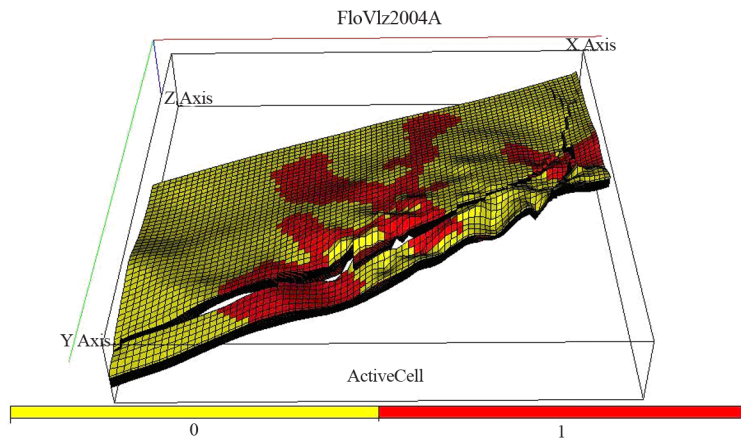 FloVlz2004A
X Axis
Z Axis
Y Axis
ActiveCell
0
1